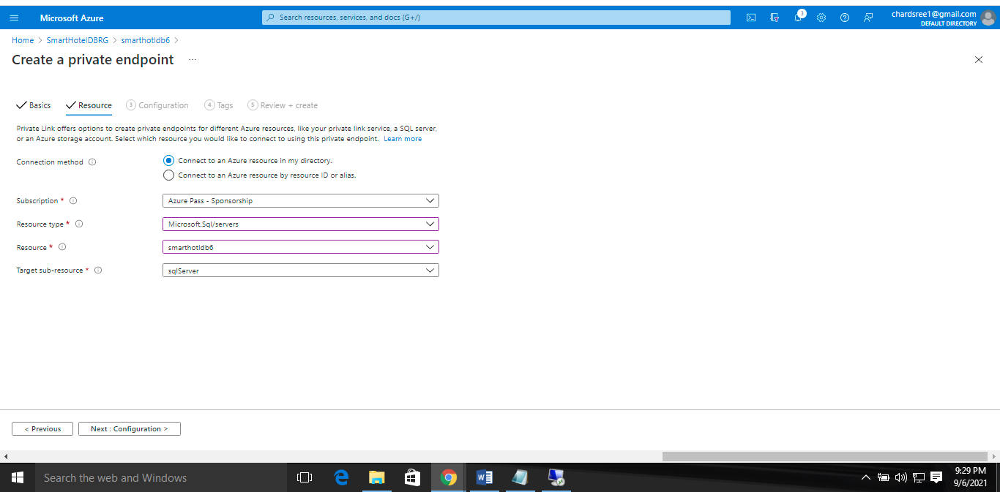 Microsoft Azure
Search resources, services, and docs (G+/)
3
chardsree1@gmail.com
DEFAULT DIRECTORY
Home > SmartHotelDBRG > smarthotldb6 >
Create a private endpoint ...
Basics
Resource
3 Configuration
4 Tags
5 Review + create
Private Link offers options to create private endpoints for different Azure resources, like your private link service, a SQL server,
or an Azure storage account. Select which resource you would like to connect to using this private endpoint. Learn more
Connection method
Connect to an Azure resource in my directory.
Connect to an Azure resource by resource ID or alias.
Subscription *
Azure Pass - Sponsorship
Resource type *
Microsoft.Sql/servers
Resource *
smarthotldb6
Target sub-resource *
sqlServer
< Previous
Next : Configuration >
Search the web and Windows
9:29 PM
9/6/2021